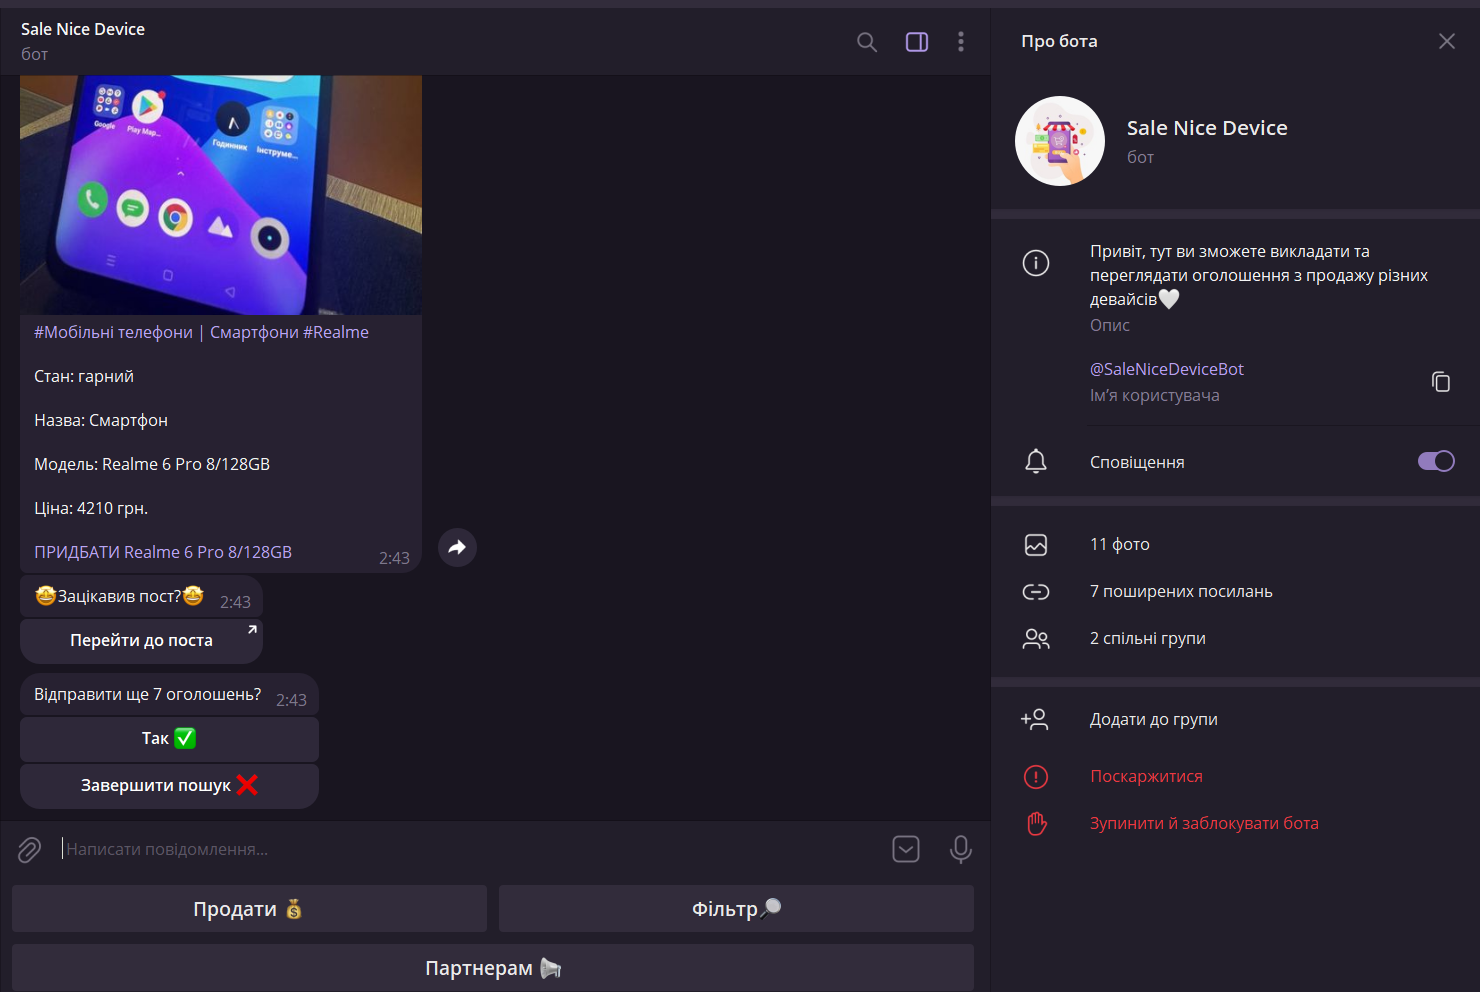 Sale Nice Device
бот
Google
Play Мар...
Годинник
Інструме...
#Мобільні телефони | Смартфони #Realme
Стан: гарний
Назва: Смартфон
Модель: Realme 6 Pro 8/128GB
Ціна: 4210 грн.
ПРИДБАТИ Realme 6 Pro 8/128GB
2:43
🤩Зацікавив пост?🤩
2:43
Перейти до поста
Відправити ще 7 оголошень?
2:43
Так ✅
Завершити пошук ❌
Написати повідомлення...
Продати 💰
Фільтр🔎
Партнерам 📢
Про бота
Sale Nice Device
бот
Привіт, тут ви зможете викладати та
переглядати оголошення з продажу різних
девайсів🤍
Опис
@SaleNiceDeviceBot
Ім’я користувача
Сповіщення
11 фото
7 поширених посилань
2 спільні групи
Додати до групи
Поскаржитися
Зупинити й заблокувати бота